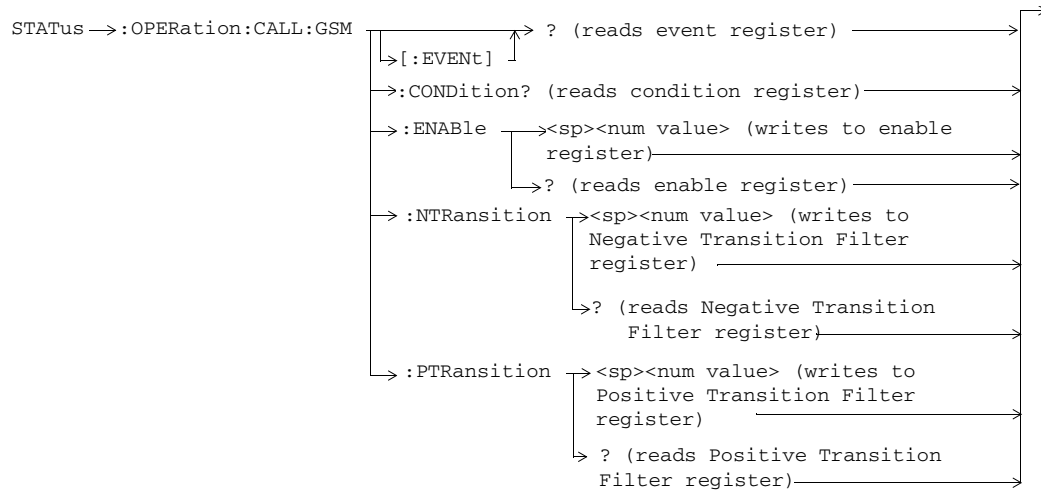 STATus :OPERation:CALL:GSM ? (reads event register)
[:EVENt]
:CONDition? (reads condition register)
:ENABle <sp><num value> (writes to enable
register)
? (reads enable register)
:NTRansition <sp><num value> (writes to
Negative Transition Filter
register)
? (reads Negative Transition
Filter register)
:PTRansition <sp><num value> (writes to
Positive Transition Filter
register)
? (reads Positive Transition
Filter register)